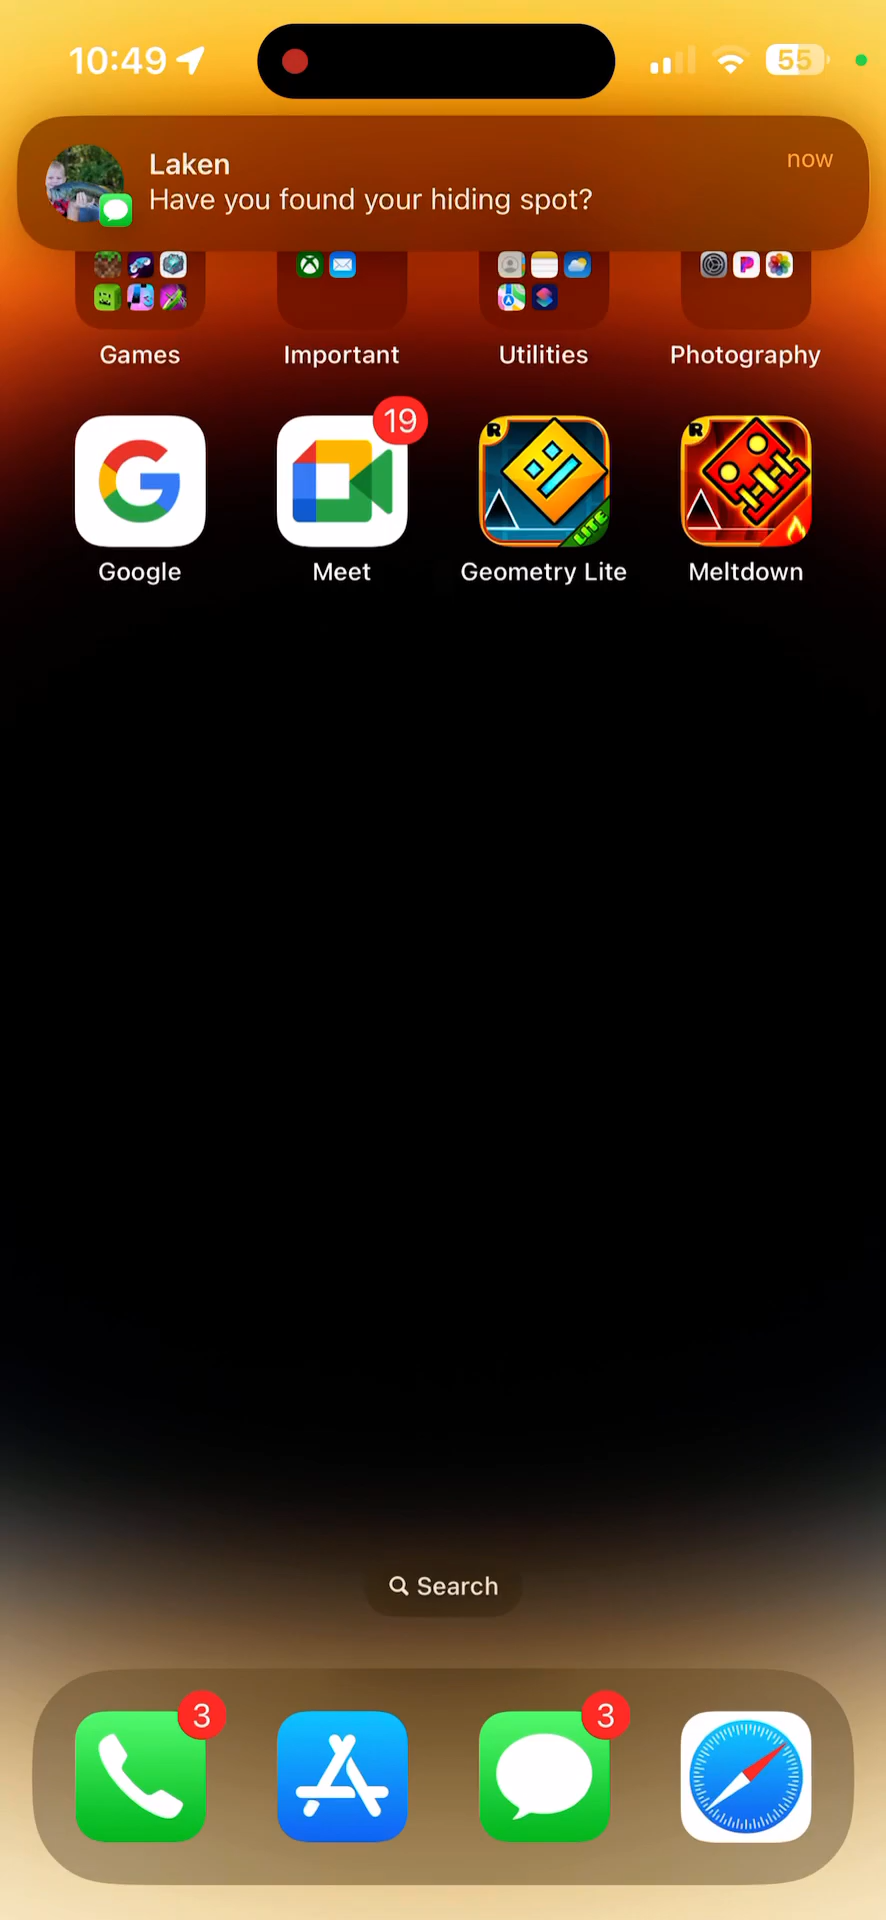 10:49
55
Laken
now
Have you found your hiding spot?
Games
Important
Utilities
Photography
19
LITE
Google
Meet
Geometry Lite
Meltdown
Search
3
3